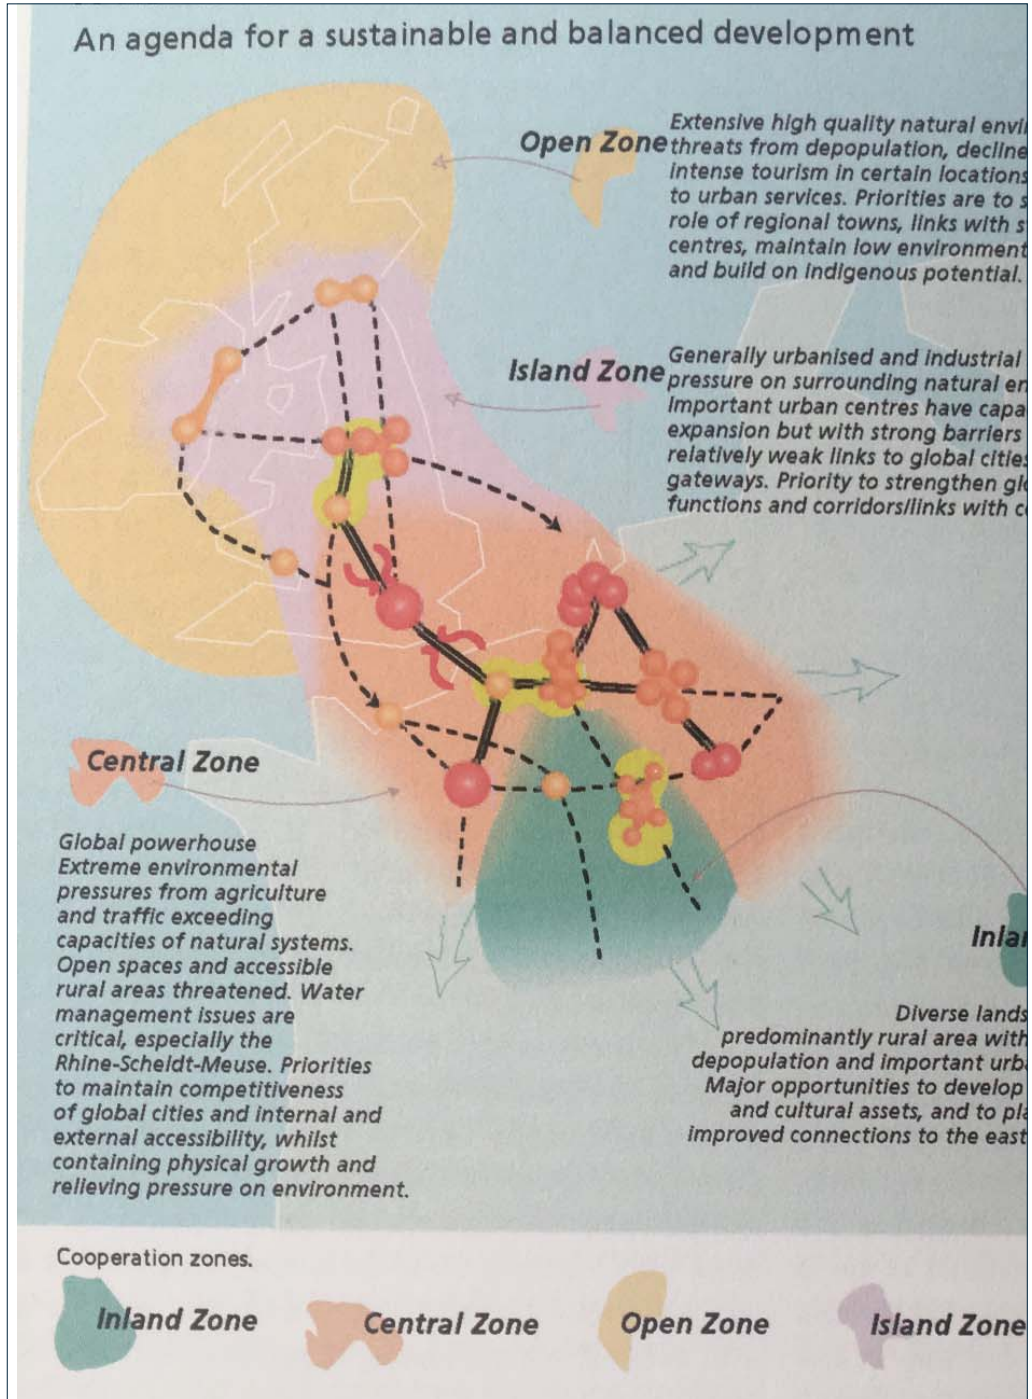 An agenda for a sustainable and balanced development
Open Zone
Extensive high quality natural envi
threats from depopulation, decline
intense tourism in certain locations
to urban services. Priorities are to s
role of regional towns, links with s
centres, maintain low environment
and build on indigenous potential.
Island Zone
Generally urbanised and industrial
pressure on surrounding natural en
Important urban centres have capa
expansion but with strong barriers
relatively weak links to global cities
gateways. Priority to strengthen glo
functions and corridors/links with c
Central Zone
Global powerhouse
Extreme environmental
pressures from agriculture
and traffic exceeding
capacities of natural systems.
Open spaces and accessible
rural areas threatened. Water
management issues are
critical, especially the
Rhine-Scheldt-Meuse. Priorities
to maintain competitiveness
of global cities and internal and
external accessibility, whilst
containing physical growth and
relieving pressure on environment.
Inlan
Diverse lands
predominantly rural area with
depopulation and important urba
Major opportunities to develop
and cultural assets, and to pla
improved connections to the east
Cooperation zones.
Inland Zone
Central Zone
Open Zone
Island Zone